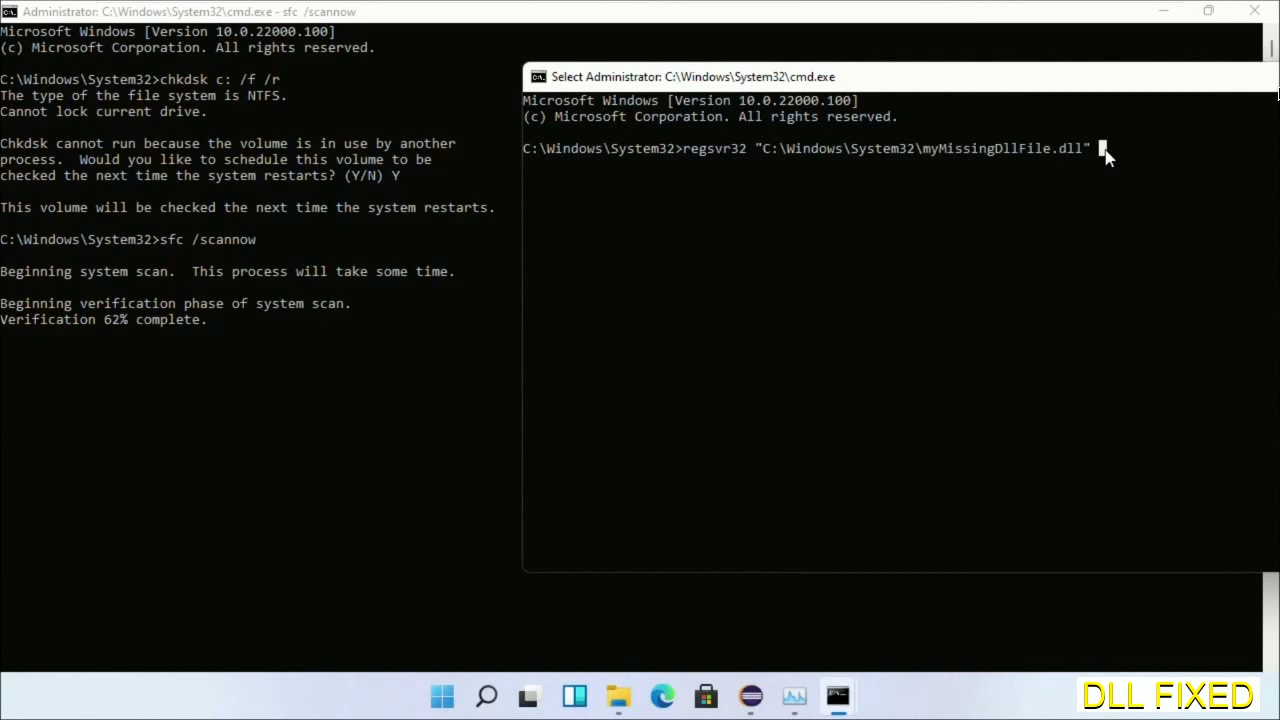 Administrator: C:\Windows\System32\cmd.exe - sfc /scannow
Microsoft Windows [Version 10.0.22000.100]
(c) Microsoft Corporation. All rights reserved.
C:\Windows\System32>chkdsk c: /f /r
The type of the file system is NTFS.
Cannot lock current drive.
Chkdsk cannot run because the volume is in use by another
process.  Would you like to schedule this volume to be
checked the next time the system restarts? (Y/N) Y
This volume will be checked the next time the system restarts.
C:\Windows\System32>sfc /scannow
Beginning system scan.  This process will take some time.
Beginning verification phase of system scan.
Verification 62% complete.
Select Administrator: C:\Windows\System32\cmd.exe
Microsoft Windows [Version 10.0.22000.100]
(c) Microsoft Corporation. All rights reserved.
C:\Windows\System32>regsvr32 "C:\Windows\System32\myMissingDllFile.dll"
DLL FIXED